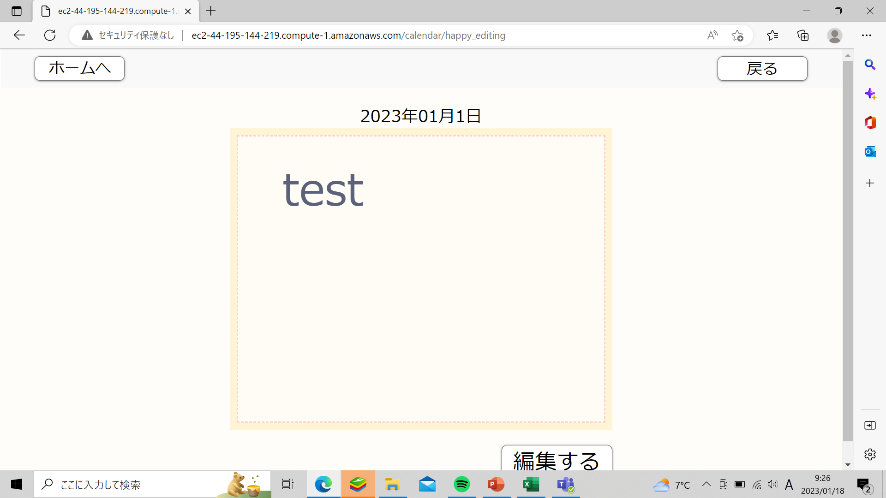 ec2-44-195-144-219.compute-1.
セキュリティ保護なし
ec2-44-195-144-219.compute-1.amazonaws.com/calendar/happy_editing
ホームへ
戻る
2023年01月1日
test
編集する
ここに入力して検索
7°C
A
9:26
2023/01/18
2